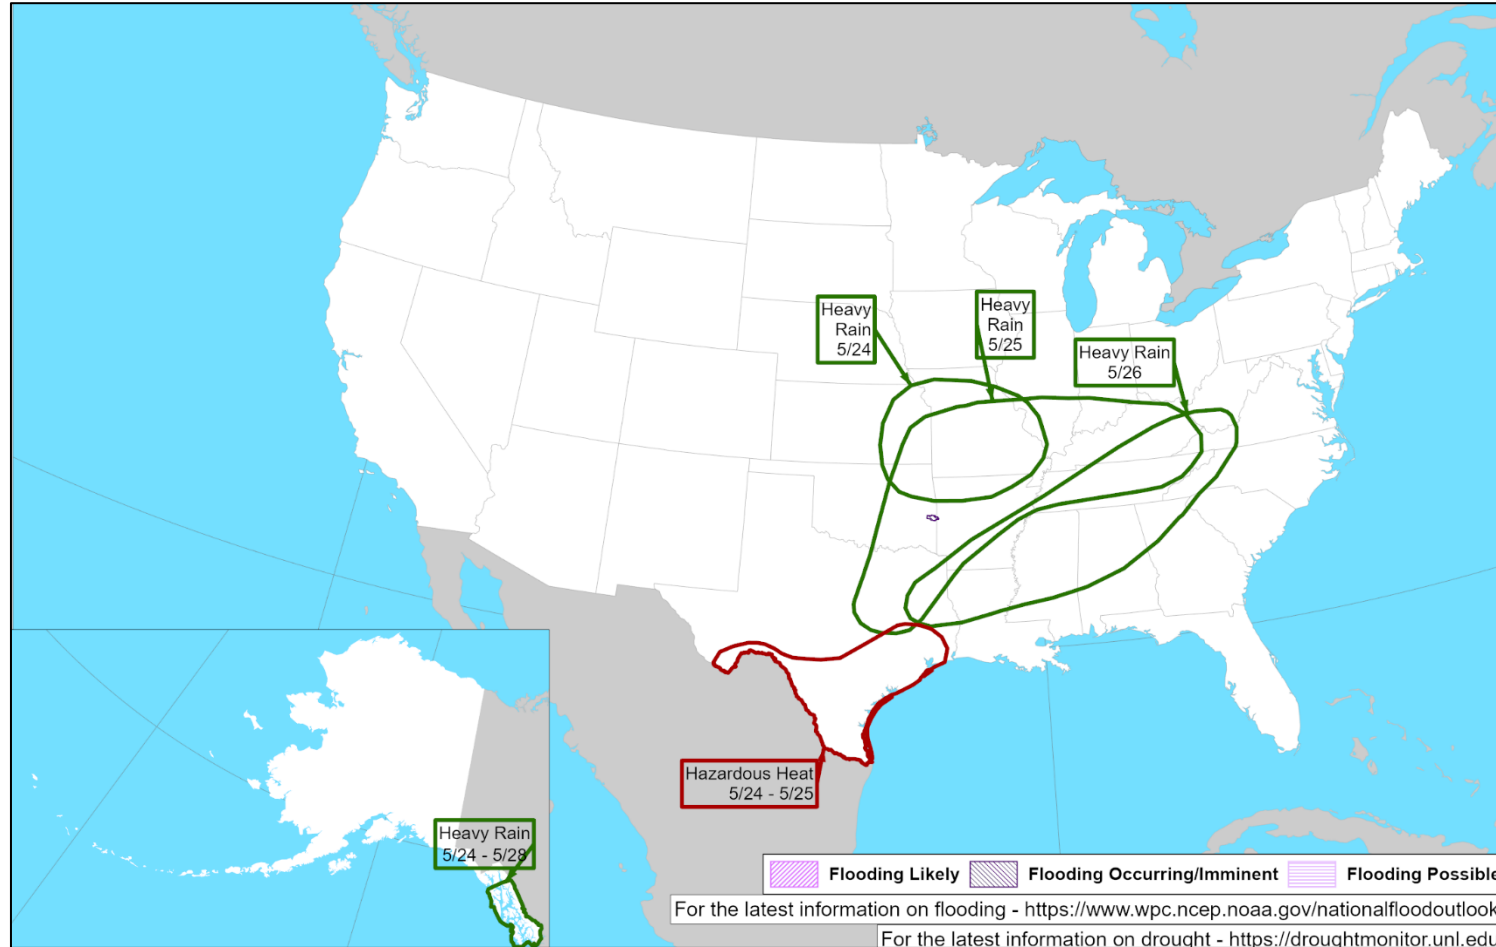 Heavy
Rain
5/24
Heavy
Rain
5/25
Heavy Rain
5/26
Hazardous Heat
5/24 - 5/25
Heavy Rain
5/24 - 5/28
Flooding Likely
Flooding Occurring/Imminent
Flooding Possible
For the latest information on flooding - https://www.wpc.ncep.noaa.gov/nationalfloodoutlook
For the latest information on drought - https://droughtmonitor.unl.edu